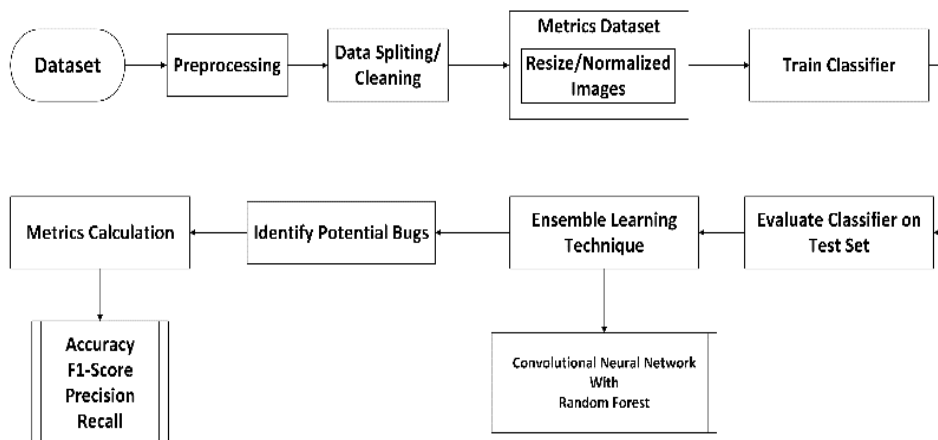 Dataset
Preprocessing
Data Spliting/
Cleaning
Metrics Dataset
Resize/Normalized
Images
Train Classifier
Metrics Calculation
Identify Potential Bugs
Ensemble Learning
Technique
Evaluate Classifier on
Test Set
Accuracy
F1-Score
Precision
Recall
Convolutional Neural Network
With
Random Forest